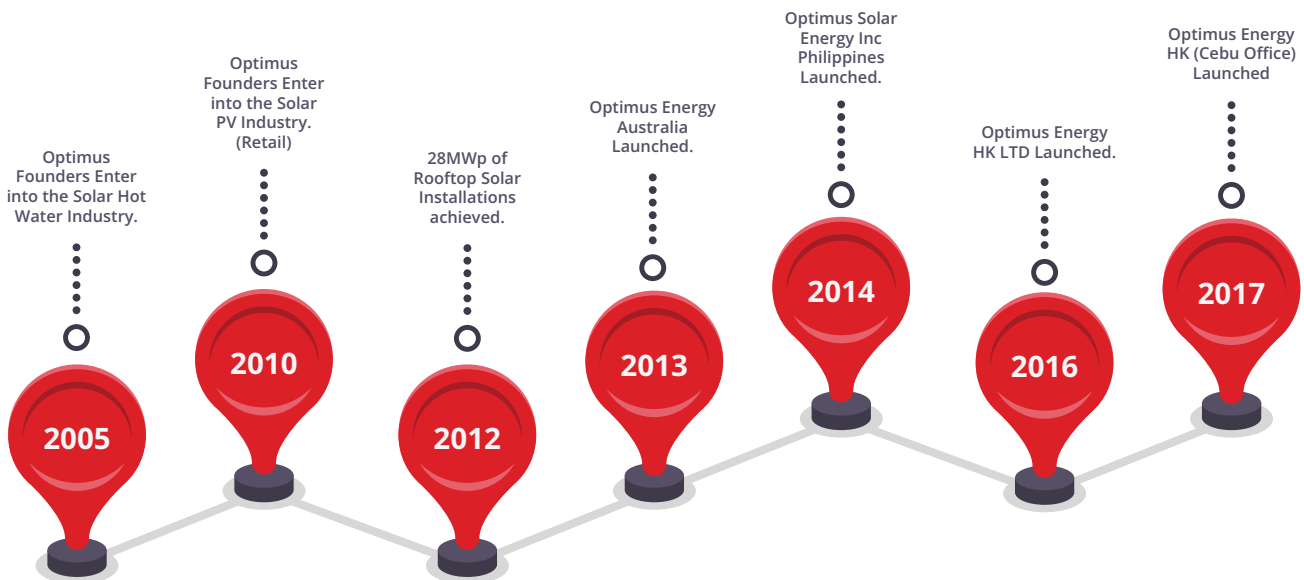 Optimus
Founders Enter
into the Solar Hot
Water Industry.
2005
Optimus
Founders Enter
into the Solar
PV Industry.
(Retail)
2010
28MWp of
Rooftop Solar
Installations
achieved.
2012
Optimus Energy
Australia
Launched.
2013
Optimus Solar
Energy Inc
Philippines
Launched.
2014
Optimus Energy
HK LTD Launched.
2016
Optimus Energy
HK (Cebu Office)
Launched
2017